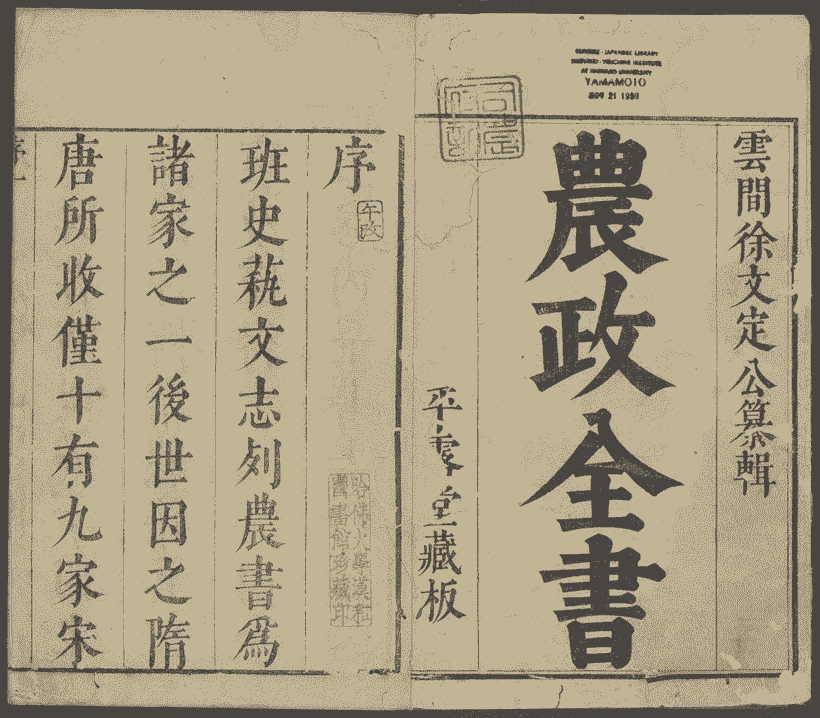 雲間徐文定公纂輯
農政全書
平露堂藏板
CHINESE - JAPANESE LIBRARY
HARVARD - YENCHING INSTITUTE
AT HARVARD UNIVERSITY
YAMAMOTO
NOV 21 1938
序
班史蓺文志列農書爲
諸家之一後世因之隋
唐所收僅十有九家宋
哈佛大學漢和
圖書館珍藏印